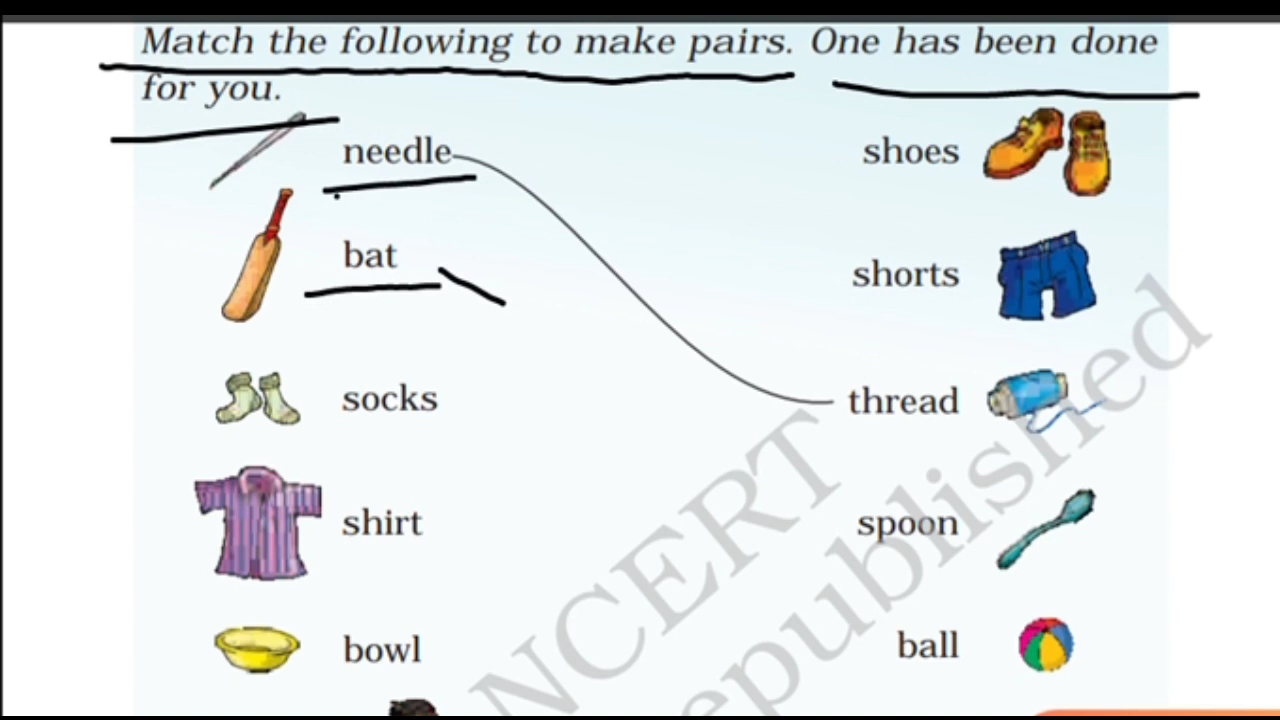 Match the following to make pairs. One has been done
for you.
needle shoes
bat shorts
socks thread
shirt spoon
bowl ball
NCERT
republished